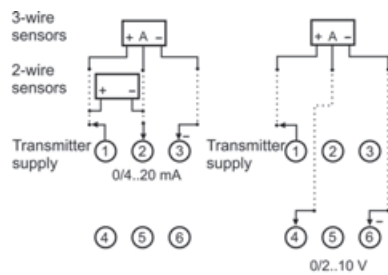 3-wire sensors
+ A −
+ A −
2-wire sensors
+ −
Transmitter supply
1 2 3
−
0/4..20 mA
4 5 6
Transmitter supply
1 2 3
4 5 6
−
0/2..10 V